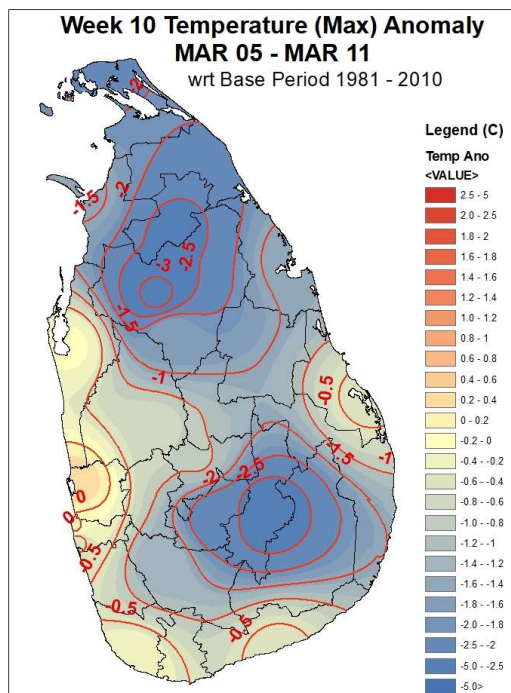 Week 10 Temperature (Max) Anomaly
MAR 05 - MAR 11
wrt Base Period 1981 - 2010
Legend (C)
Temp Ano
<VALUE>
2.5 - 5
2.0 - 2.5
1.8 - 2
1.6 - 1.8
1.4 - 1.6
1.2 - 1.4
1.0 - 1.2
0.8 - 1
0.6 - 0.8
0.4 - 0.6
0.2 - 0.4
0 - 0.2
-0.2 - 0
-0.4 - -0.2
-0.6 - -0.4
-0.8 - -0.6
-1.0 - -0.8
-1.2 - -1
-1.4 - -1.2
-1.6 - -1.4
-1.8 - -1.6
-2.0 - -1.8
-2.5 - -2
-5.0 - -2.5
-5.0>
-2
-1.5
-2
-2.5
-3
-1.5
-1
-0.5
-1.5
-1
-2
-2.5
0
0
-0.5
-0.5
-0.5